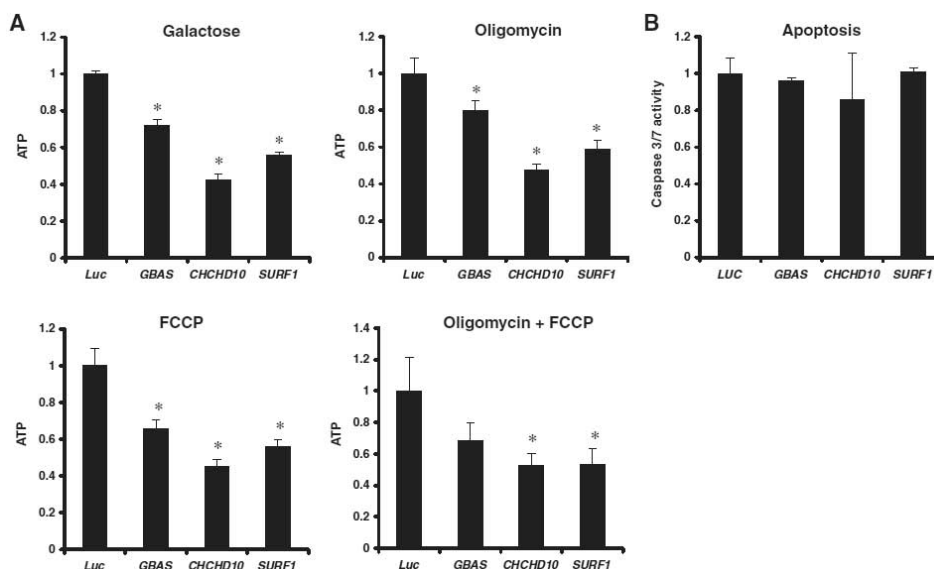 A
Galactose
1.2
1
0.8
0.6
0.4
0.2
0
ATP
*
*
*
Luc GBAS CHCHD10 SURF1
Oligomycin
1.2
1
0.8
0.6
0.4
0.2
0
ATP
*
*
*
Luc GBAS CHCHD10 SURF1
B
Apoptosis
1.2
1
0.8
0.6
0.4
0.2
0
Caspase 3/7 activity
LUC GBAS CHCHD10 SURF1
FCCP
1.2
1
0.8
0.6
0.4
0.2
0
ATP
*
*
*
Luc GBAS CHCHD10 SURF1
Oligomycin + FCCP
1.4
1.2
1
0.8
0.6
0.4
0.2
0
ATP
*
*
Luc GBAS CHCHD10 SURF1